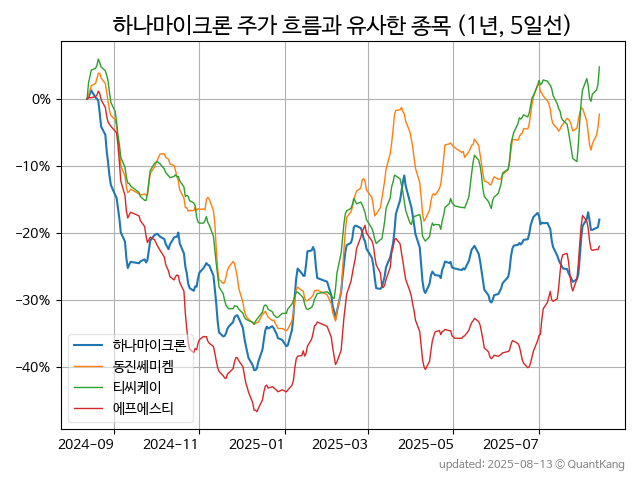 하나마이크론 주가 흐름과 유사한 종목 (1년, 5일선)
0%
−10%
−20%
−30%
−40%
하나마이크론
동진쎄미켐
티씨케이
에프에스티
2024-09 2024-11 2025-01 2025-03 2025-05 2025-07
updated: 2025-08-13 ⓒ QuantKang